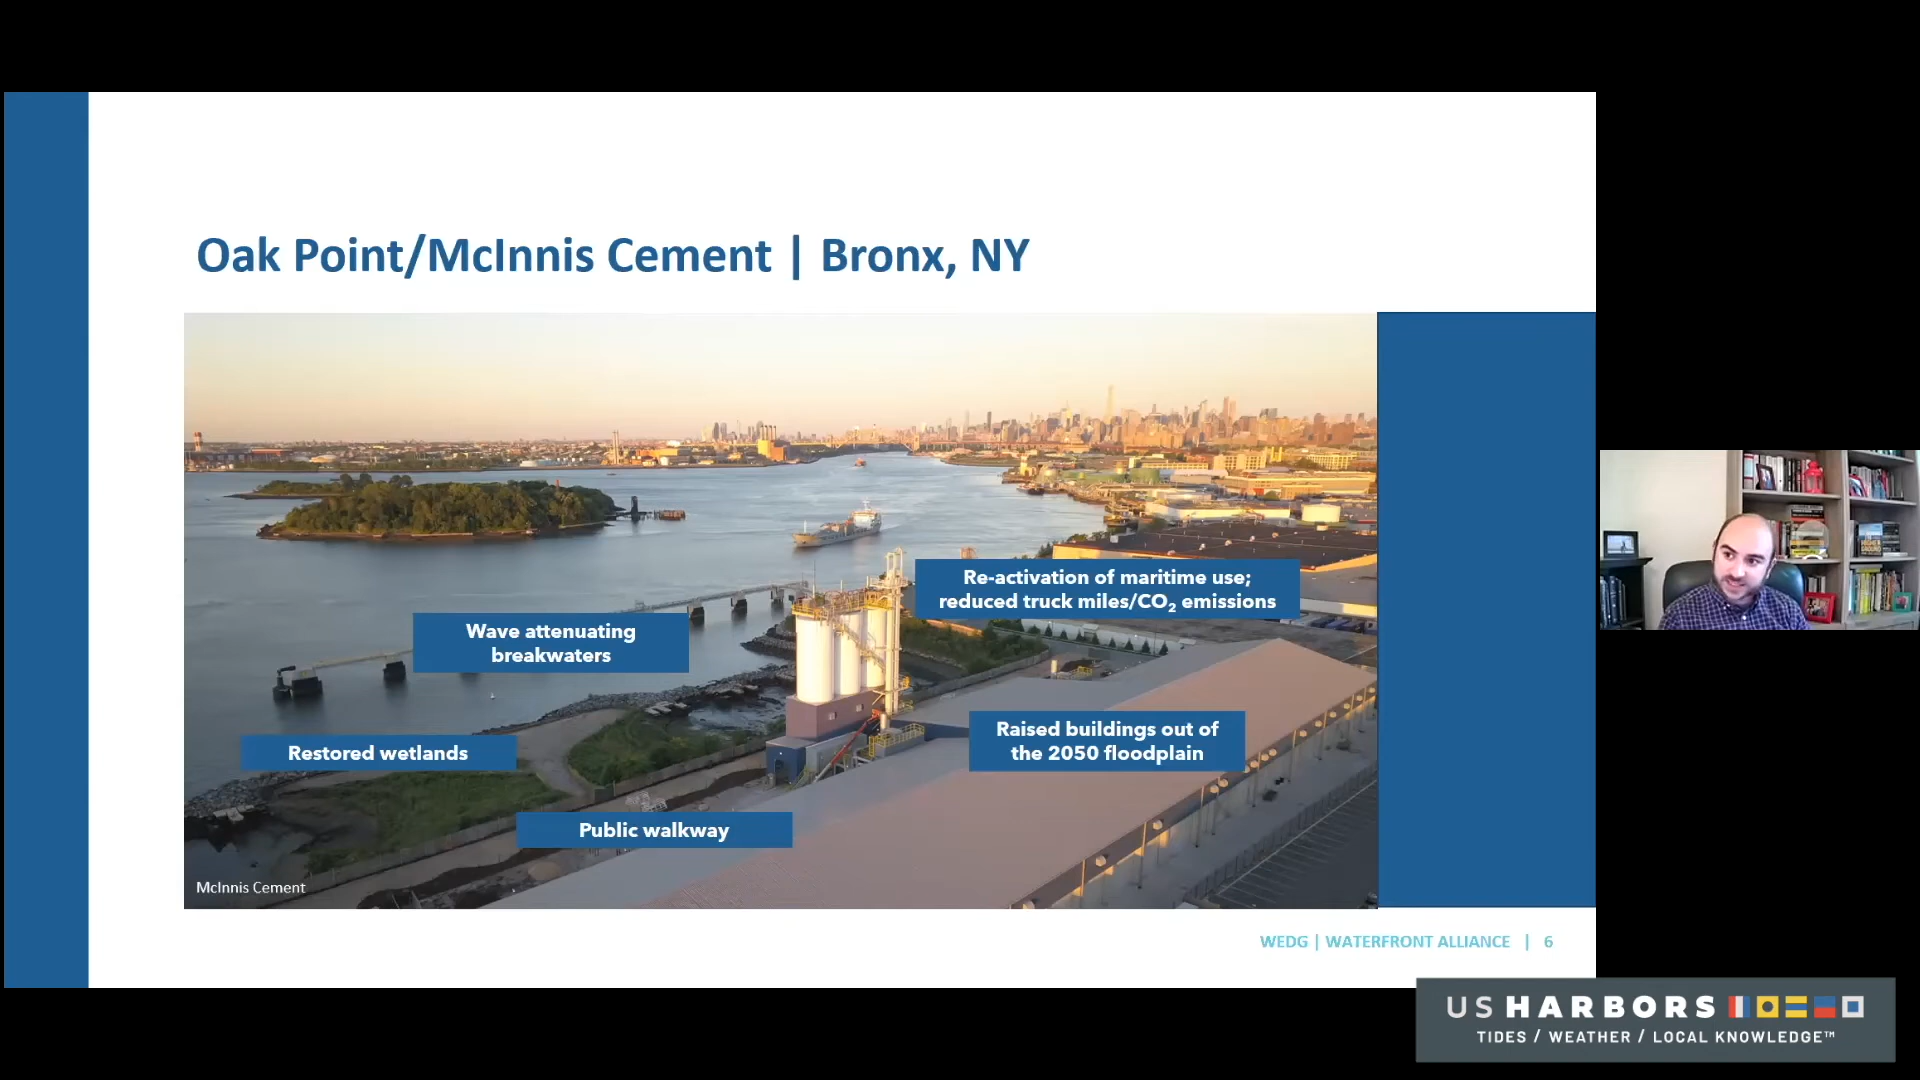 Oak Point/McInnis Cement | Bronx, NY
Re-activation of maritime use;
reduced truck miles/CO₂ emissions
Wave attenuating
breakwaters
Raised buildings out of
the 2050 floodplain
Restored wetlands
Public walkway
McInnis Cement
WEDG | WATERFRONT ALLIANCE | 6
US HARBORS
TIDES / WEATHER / LOCAL KNOWLEDGE™